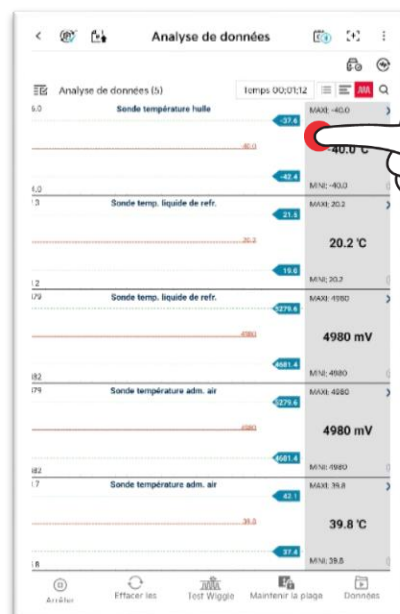 Analyse de données
Analyse de données (5)
Temps 00:01:12
Sonde température huile
MAXI: -40.0
-37.6
-40.0
-40.0 °C
-42.4
MINI: -40.0
Sonde temp. liquide de refr.
MAXI: 20.2
21.5
20.2
20.2 °C
19.0
MINI: 20.2
Sonde temp. liquide de refr.
MAXI: 4980
5279.6
4980
4980 mV
4681.4
MINI: 4980
Sonde température adm. air
MAXI: 4980
5279.6
4980
4980 mV
4681.4
MINI: 4980
Sonde température adm. air
MAXI: 39.8
42.1
39.8
39.8 °C
37.4
MINI: 39.8
Arrêter
Effacer les
Test Wiggle
Maintenir la plage
Données